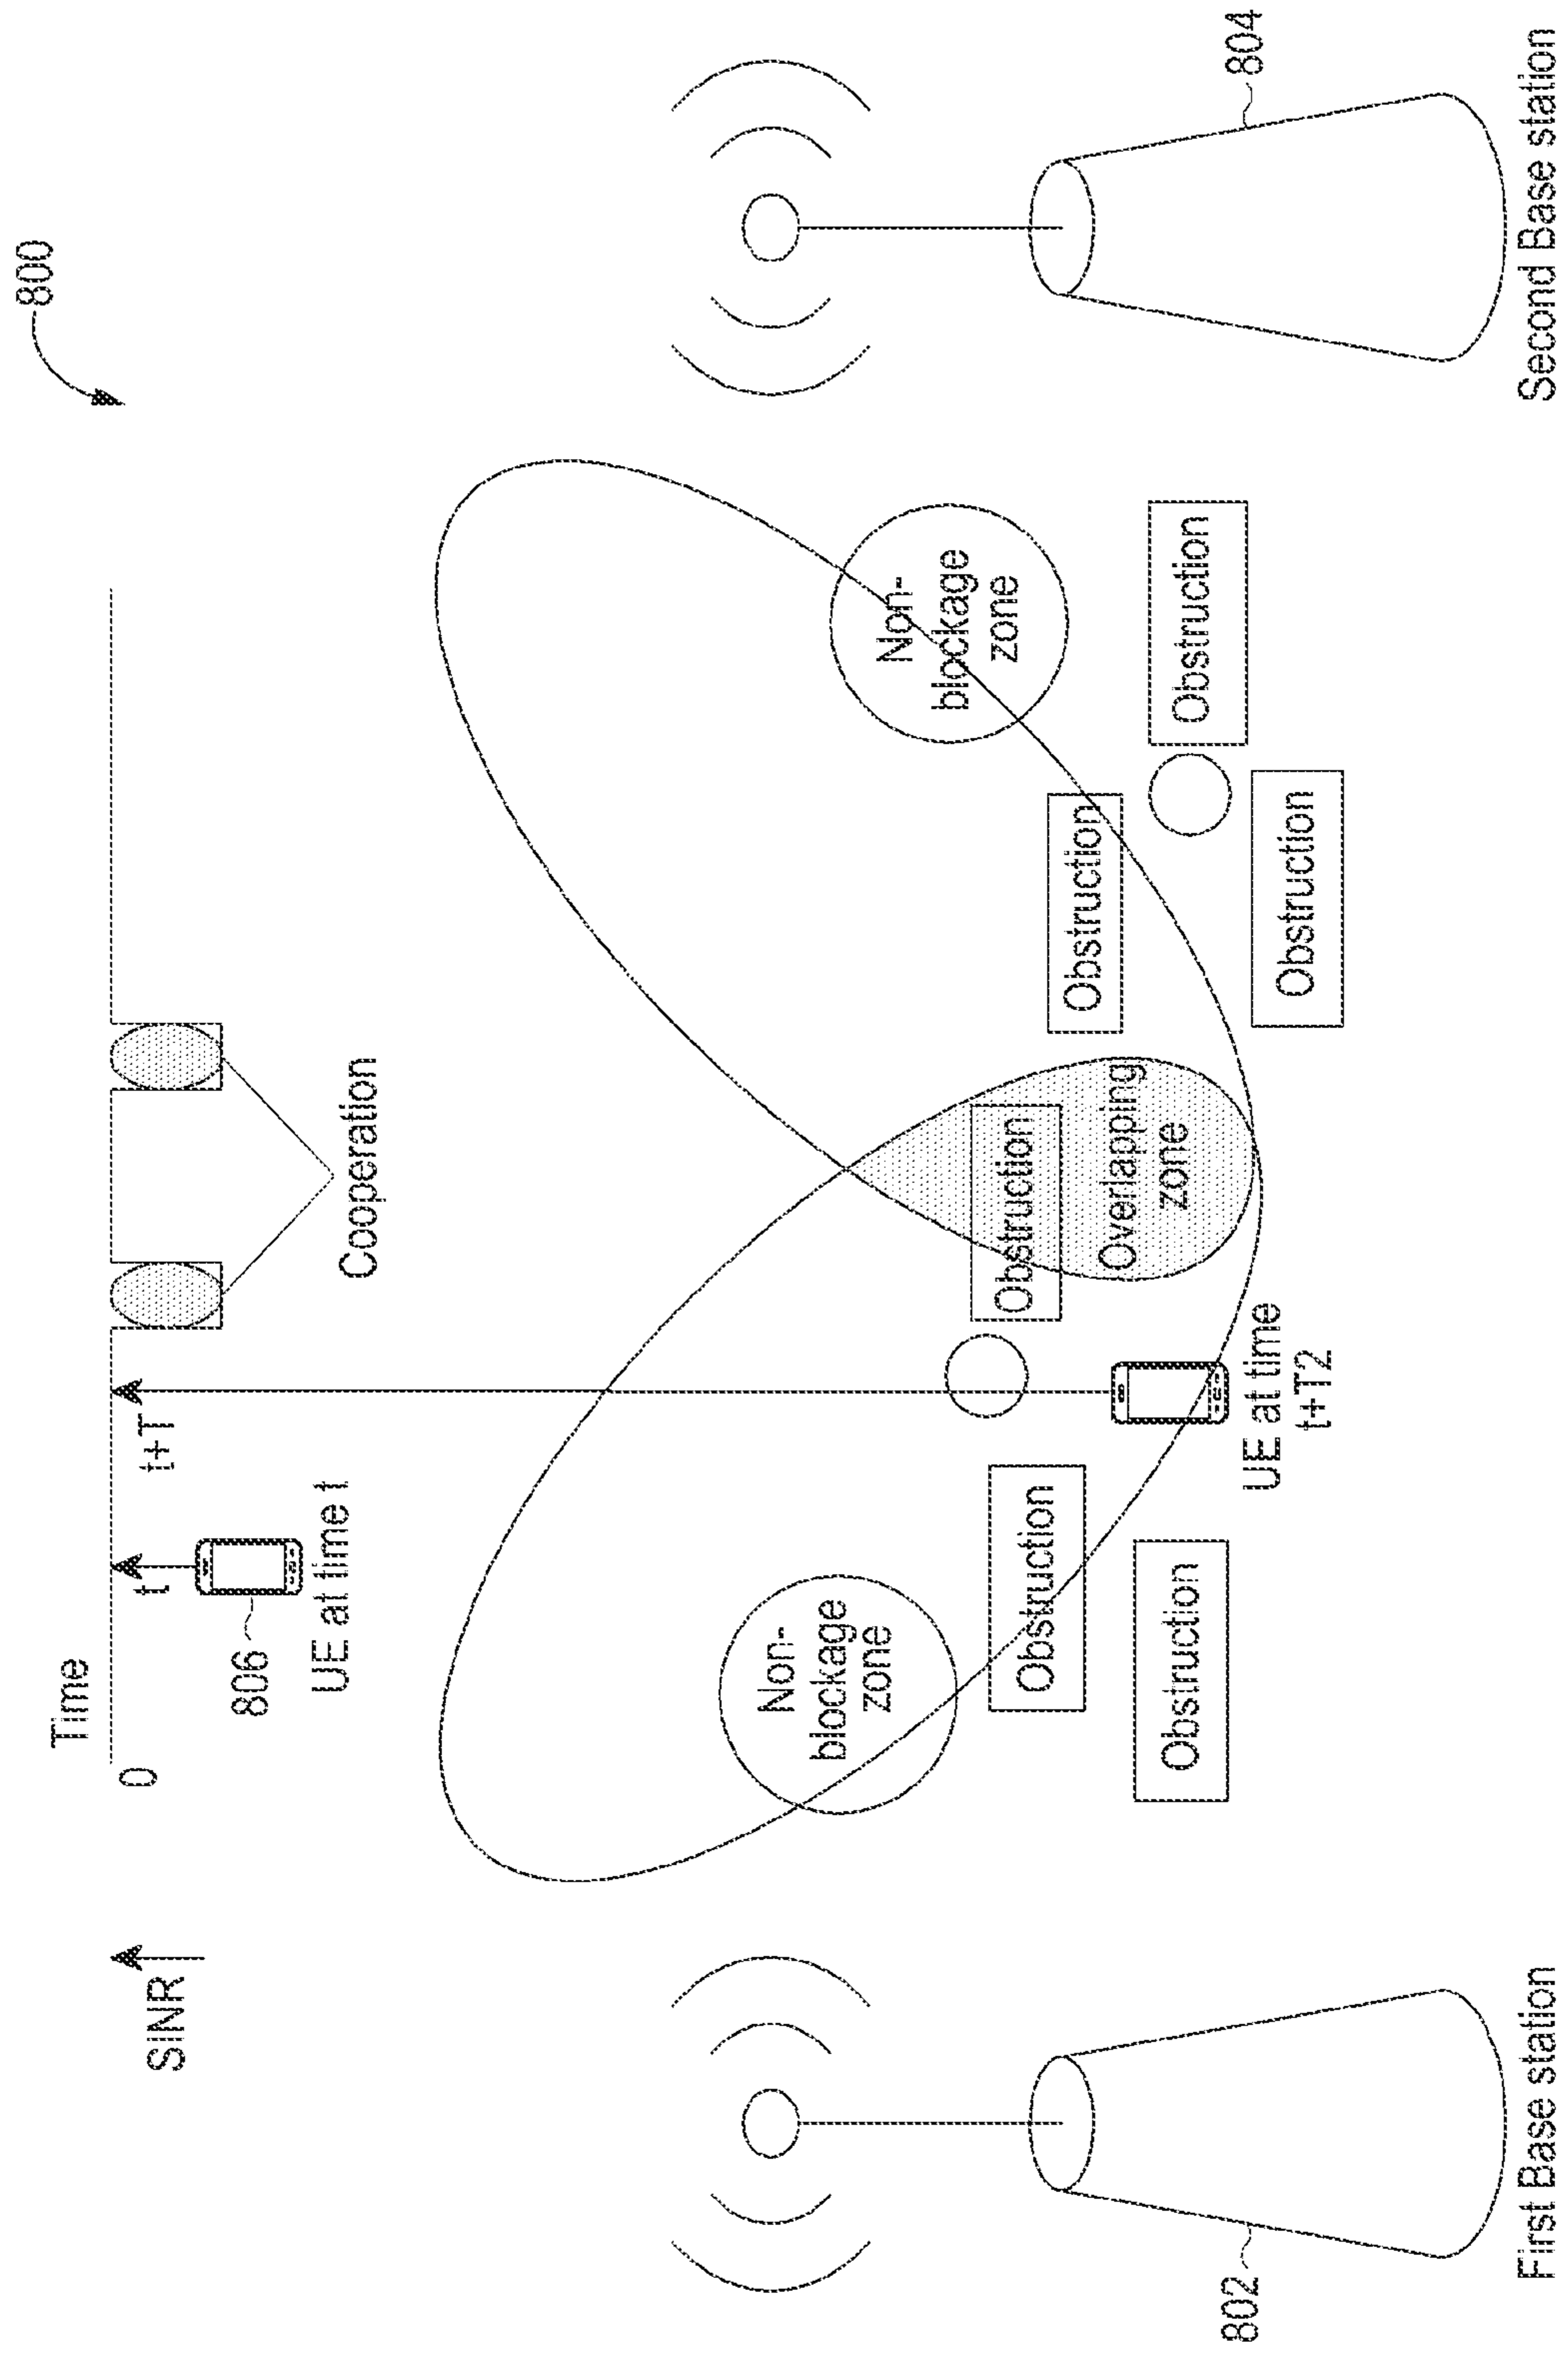 800
Time
SINR
0
t
t+T
806
UE at time t
Cooperation
Non-
blockage
zone
Non-
blockage
zone
Obstruction
Obstruction
Obstruction
Overlapping
zone
Obstruction
Obstruction
Obstruction
UE at time
t+T2
802
804
First Base station
Second Base station